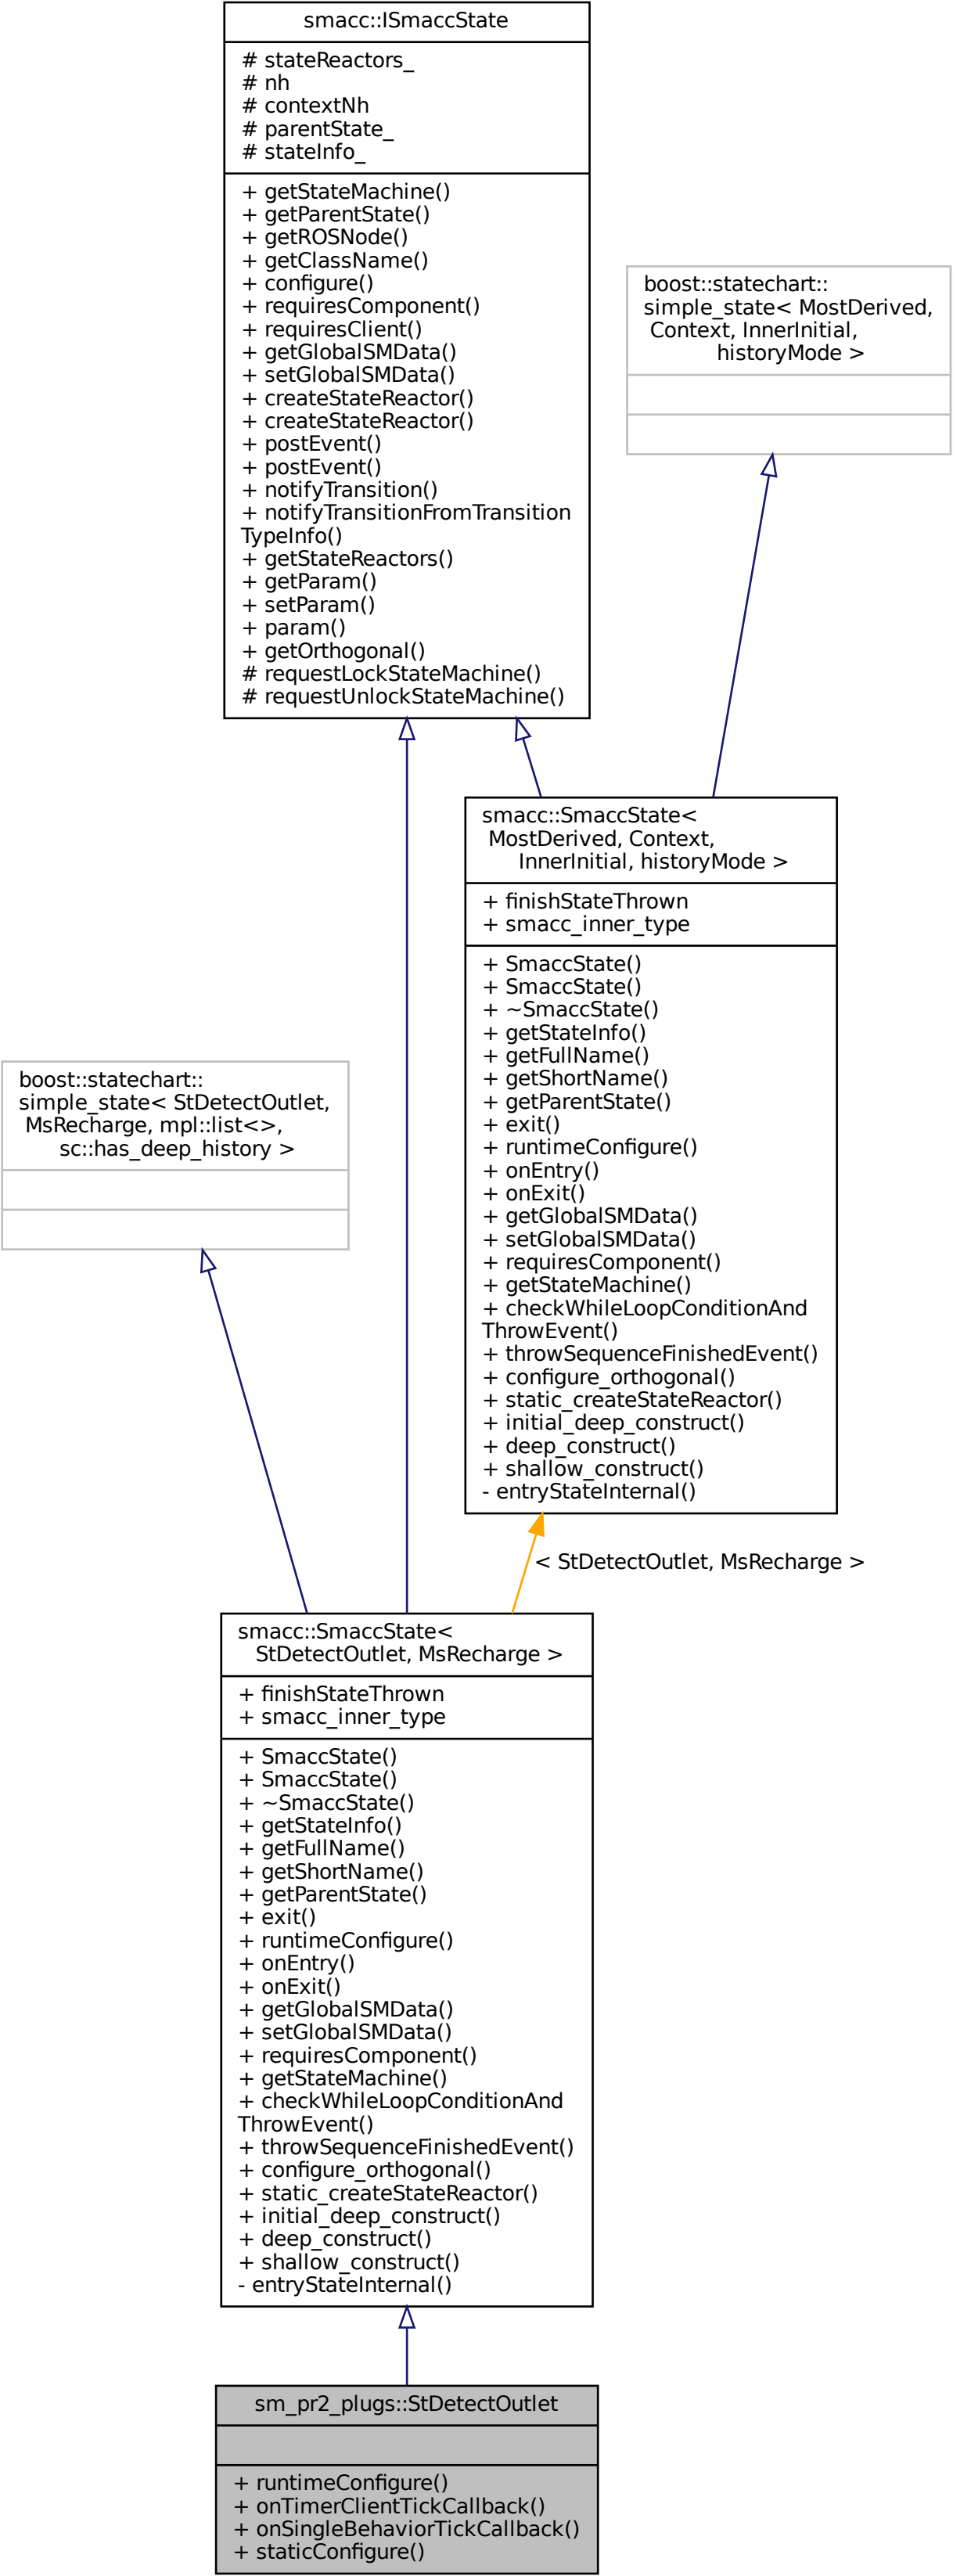 smacc::ISmaccState
# stateReactors_
# nh
# contextNh
# parentState_
# stateInfo_
+ getStateMachine()
+ getParentState()
+ getROSNode()
+ getClassName()
+ configure()
+ requiresComponent()
+ requiresClient()
+ getGlobalSMData()
+ setGlobalSMData()
+ createStateReactor()
+ createStateReactor()
+ postEvent()
+ postEvent()
+ notifyTransition()
+ notifyTransitionFromTransition
TypeInfo()
+ getStateReactors()
+ getParam()
+ setParam()
+ param()
+ getOrthogonal()
# requestLockStateMachine()
# requestUnlockStateMachine()
boost::statechart::
simple_state< MostDerived,
Context, InnerInitial,
historyMode >
smacc::SmaccState<
MostDerived, Context,
InnerInitial, historyMode >
+ finishStateThrown
+ smacc_inner_type
+ SmaccState()
+ SmaccState()
+ ~SmaccState()
+ getStateInfo()
+ getFullName()
+ getShortName()
+ getParentState()
+ exit()
+ runtimeConfigure()
+ onEntry()
+ onExit()
+ getGlobalSMData()
+ setGlobalSMData()
+ requiresComponent()
+ getStateMachine()
+ checkWhileLoopConditionAnd
ThrowEvent()
+ throwSequenceFinishedEvent()
+ configure_orthogonal()
+ static_createStateReactor()
+ initial_deep_construct()
+ deep_construct()
+ shallow_construct()
- entryStateInternal()
boost::statechart::
simple_state< StDetectOutlet,
MsRecharge, mpl::list<>,
sc::has_deep_history >
< StDetectOutlet, MsRecharge >
smacc::SmaccState<
StDetectOutlet, MsRecharge >
+ finishStateThrown
+ smacc_inner_type
+ SmaccState()
+ SmaccState()
+ ~SmaccState()
+ getStateInfo()
+ getFullName()
+ getShortName()
+ getParentState()
+ exit()
+ runtimeConfigure()
+ onEntry()
+ onExit()
+ getGlobalSMData()
+ setGlobalSMData()
+ requiresComponent()
+ getStateMachine()
+ checkWhileLoopConditionAnd
ThrowEvent()
+ throwSequenceFinishedEvent()
+ configure_orthogonal()
+ static_createStateReactor()
+ initial_deep_construct()
+ deep_construct()
+ shallow_construct()
- entryStateInternal()
sm_pr2_plugs::StDetectOutlet
+ runtimeConfigure()
+ onTimerClientTickCallback()
+ onSingleBehaviorTickCallback()
+ staticConfigure()